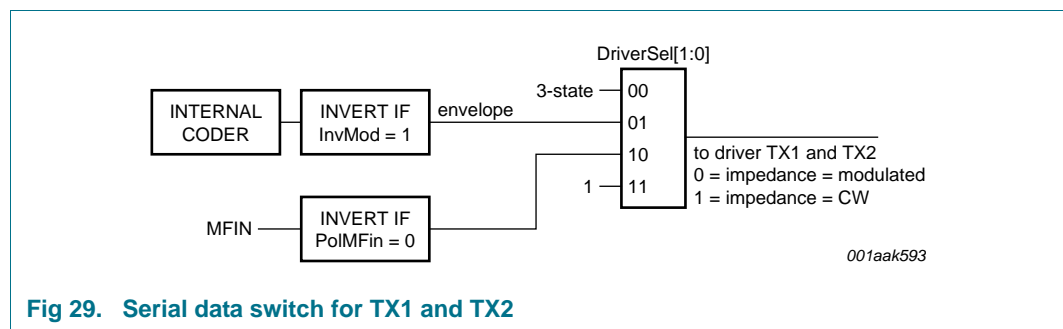 DriverSel[1:0]
3-state
00
INTERNAL
CODER
INVERT IF
InvMod = 1
envelope
01
10
1
11
to driver TX1 and TX2
0 = impedance = modulated
1 = impedance = CW
MFIN
INVERT IF
PolMFin = 0
001aak593
Fig 29. Serial data switch for TX1 and TX2